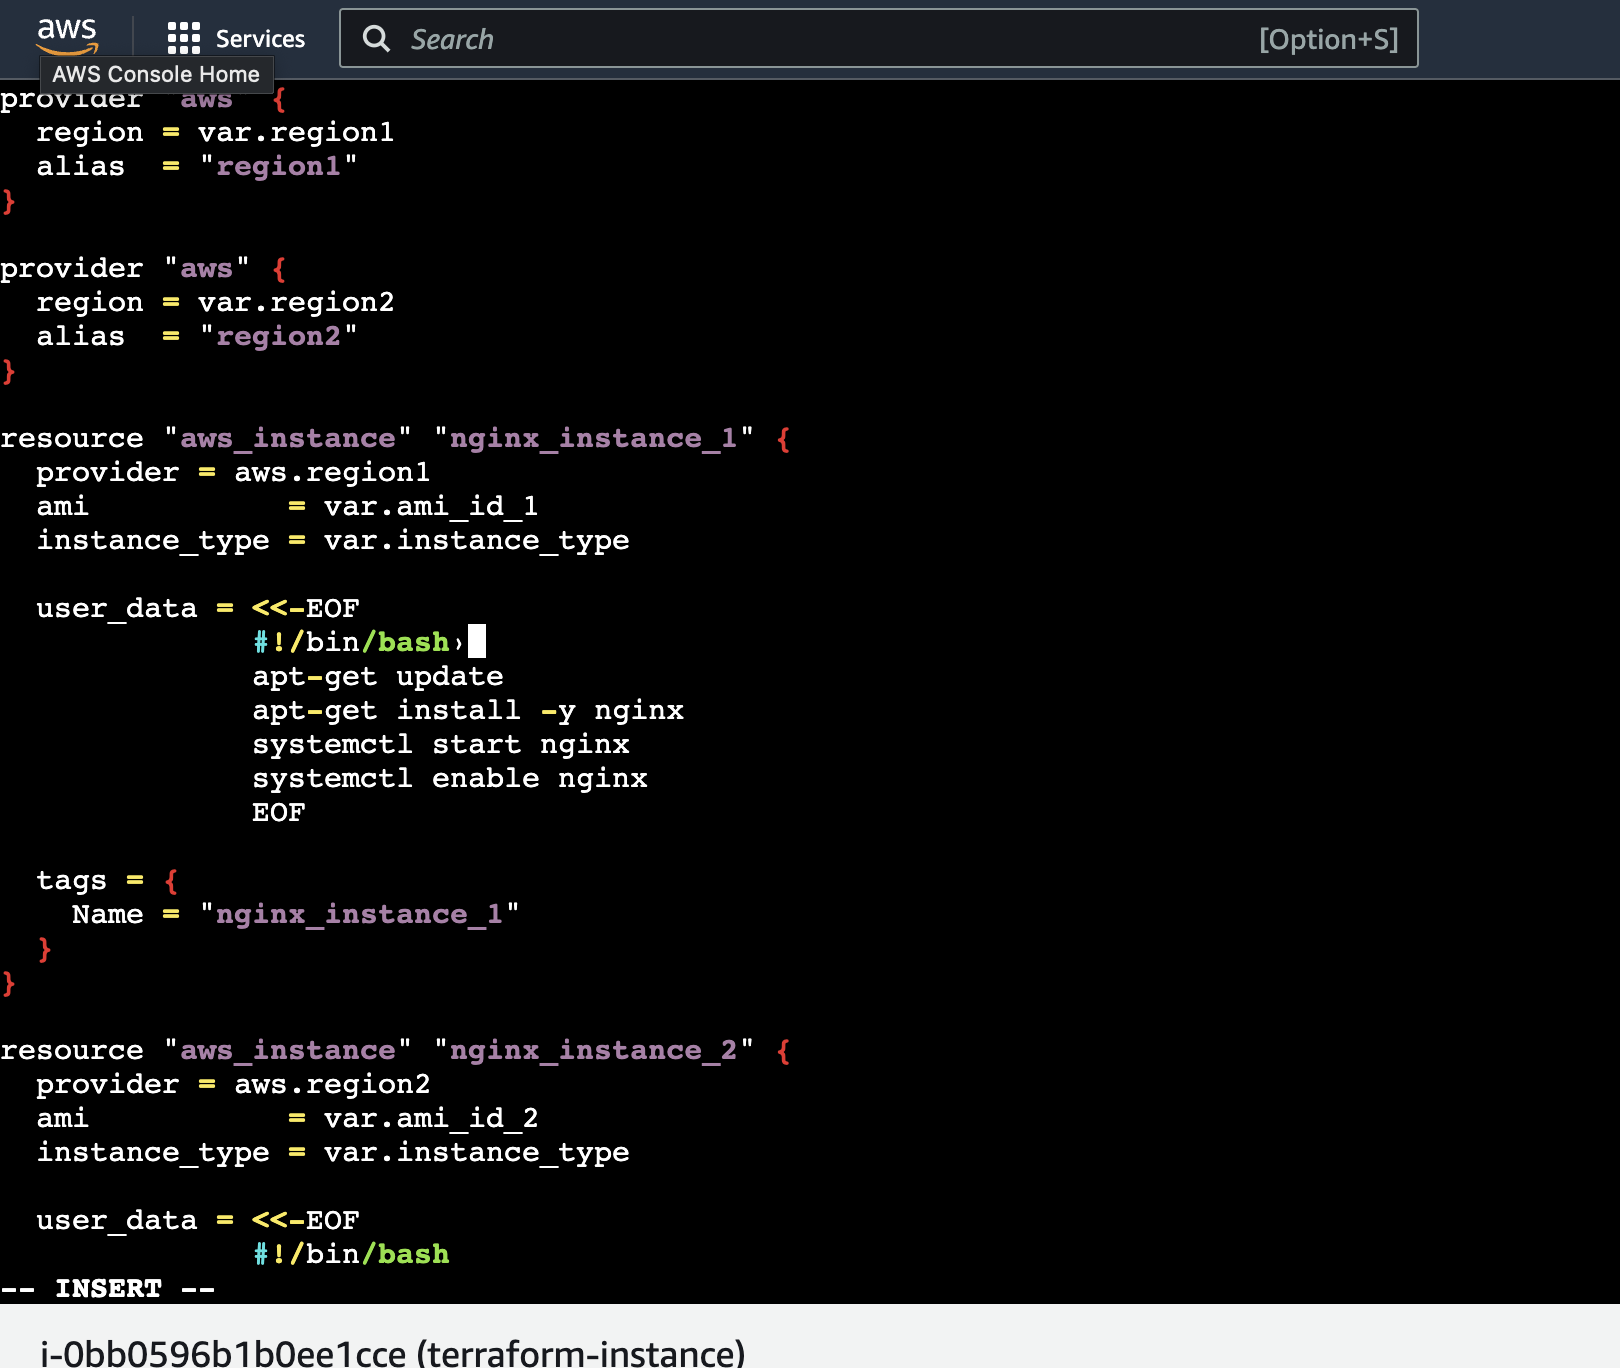 aws Services Search [Option+S]
AWS Console Home
provider "aws" {
  region = var.region1
  alias  = "region1"
}

provider "aws" {
  region = var.region2
  alias  = "region2"
}

resource "aws_instance" "nginx_instance_1" {
  provider = aws.region1
  ami           = var.ami_id_1
  instance_type = var.instance_type

  user_data = <<-EOF
              #!/bin/bash›
              apt-get update
              apt-get install -y nginx
              systemctl start nginx
              systemctl enable nginx
              EOF

  tags = {
    Name = "nginx_instance_1"
  }
}

resource "aws_instance" "nginx_instance_2" {
  provider = aws.region2
  ami           = var.ami_id_2
  instance_type = var.instance_type

  user_data = <<-EOF
              #!/bin/bash
-- INSERT --
i-0bb0596b1b0ee1cce (terraform-instance)